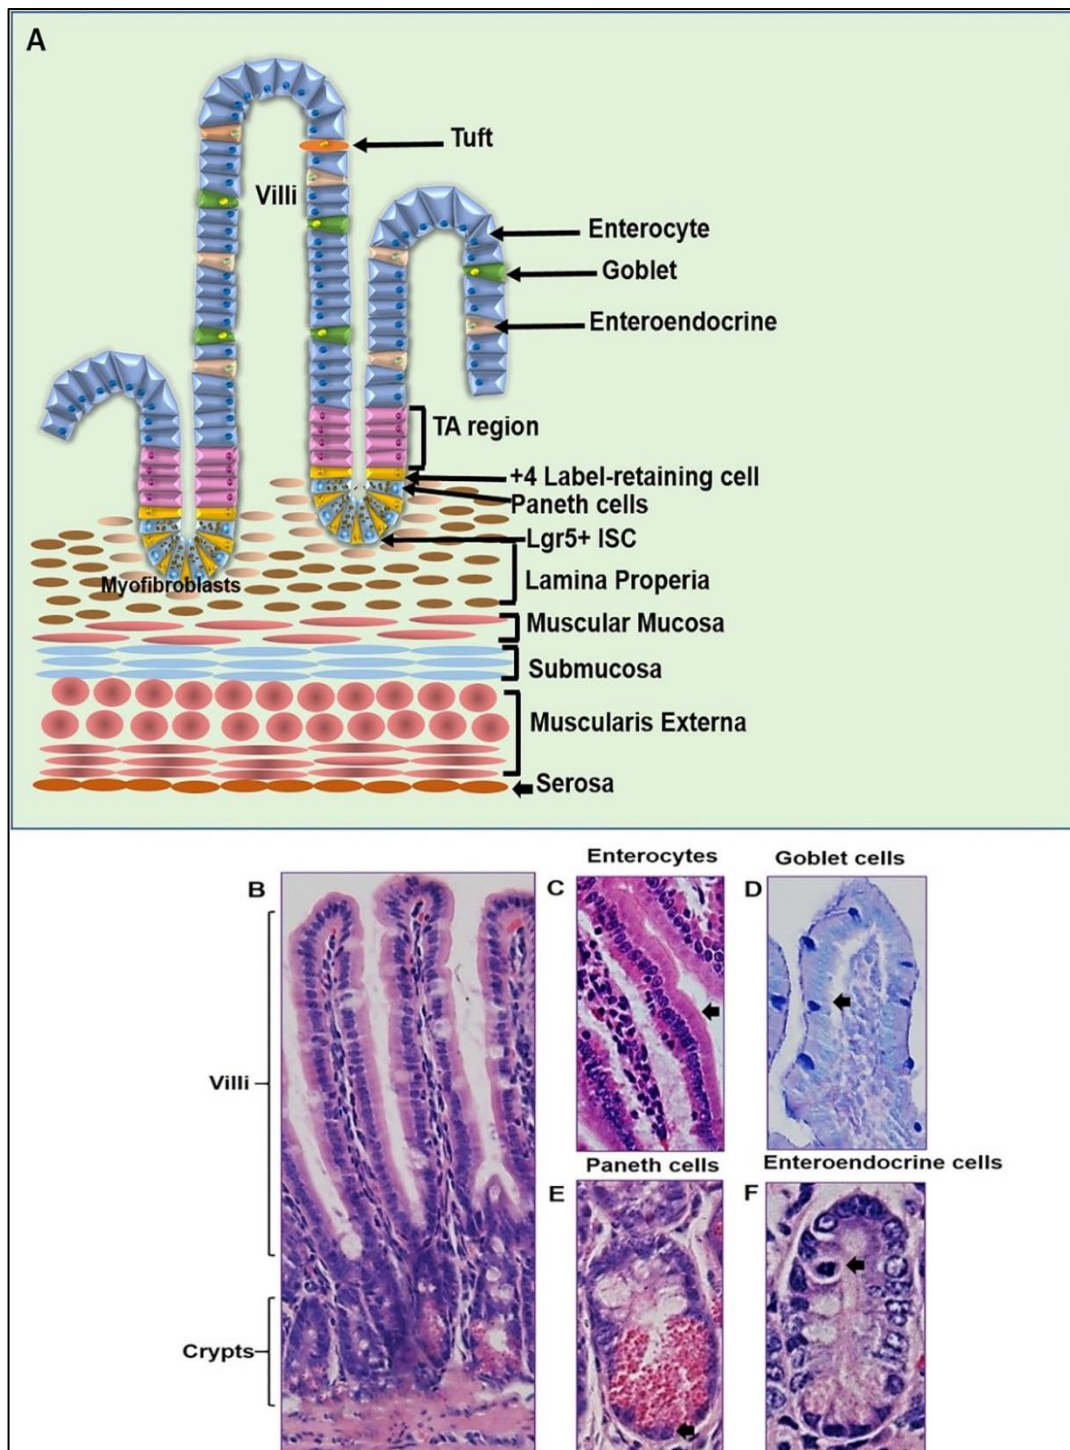 A
Tuft
Villi
Enterocyte
Goblet
Enteroendocrine
TA region
+4 Label-retaining cell
Paneth cells
Lgr5+ ISC
Myofibroblasts
Lamina Properia
Muscular Mucosa
Submucosa
Muscularis Externa
Serosa
B
Villi
Crypts
Enterocytes
C
Goblet cells
D
Paneth cells
E
Enteroendocrine cells
F